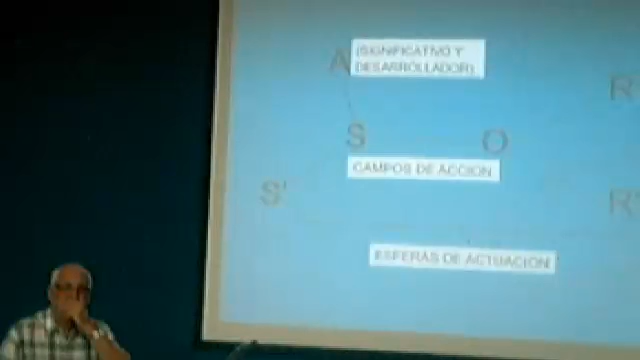 (SIGNIFICATIVO Y
DESARROLLADOR)
A
R
S
O
CAMPOS DE ACCION
S'
R'
ESFERAS DE ACTUACION